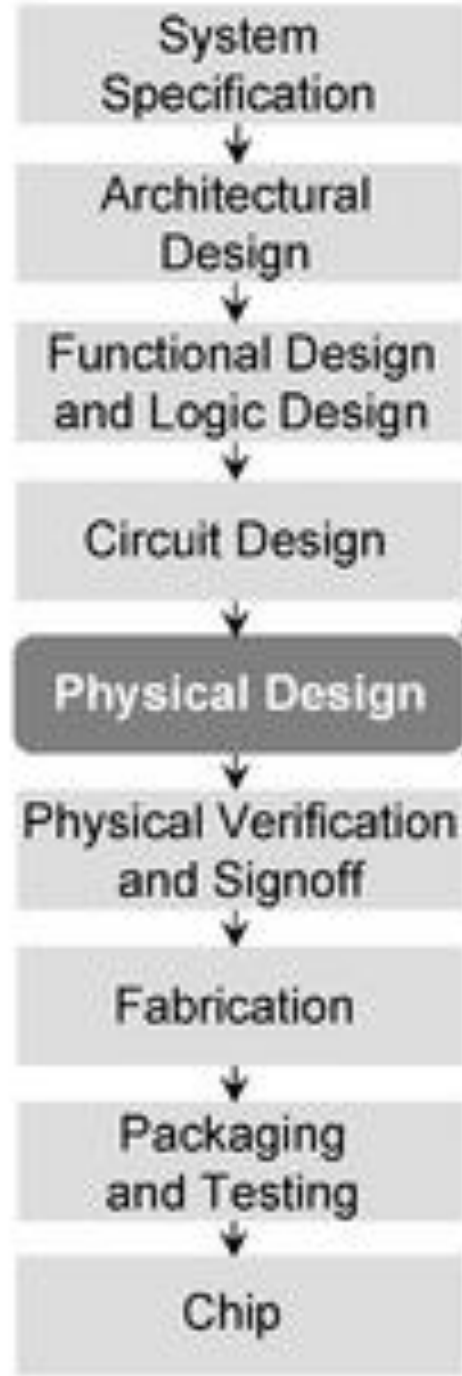 System
Specification
Architectural
Design
Functional Design
and Logic Design
Circuit Design
Physical Design
Physical Verification
and Signoff
Fabrication
Packaging
and Testing
Chip